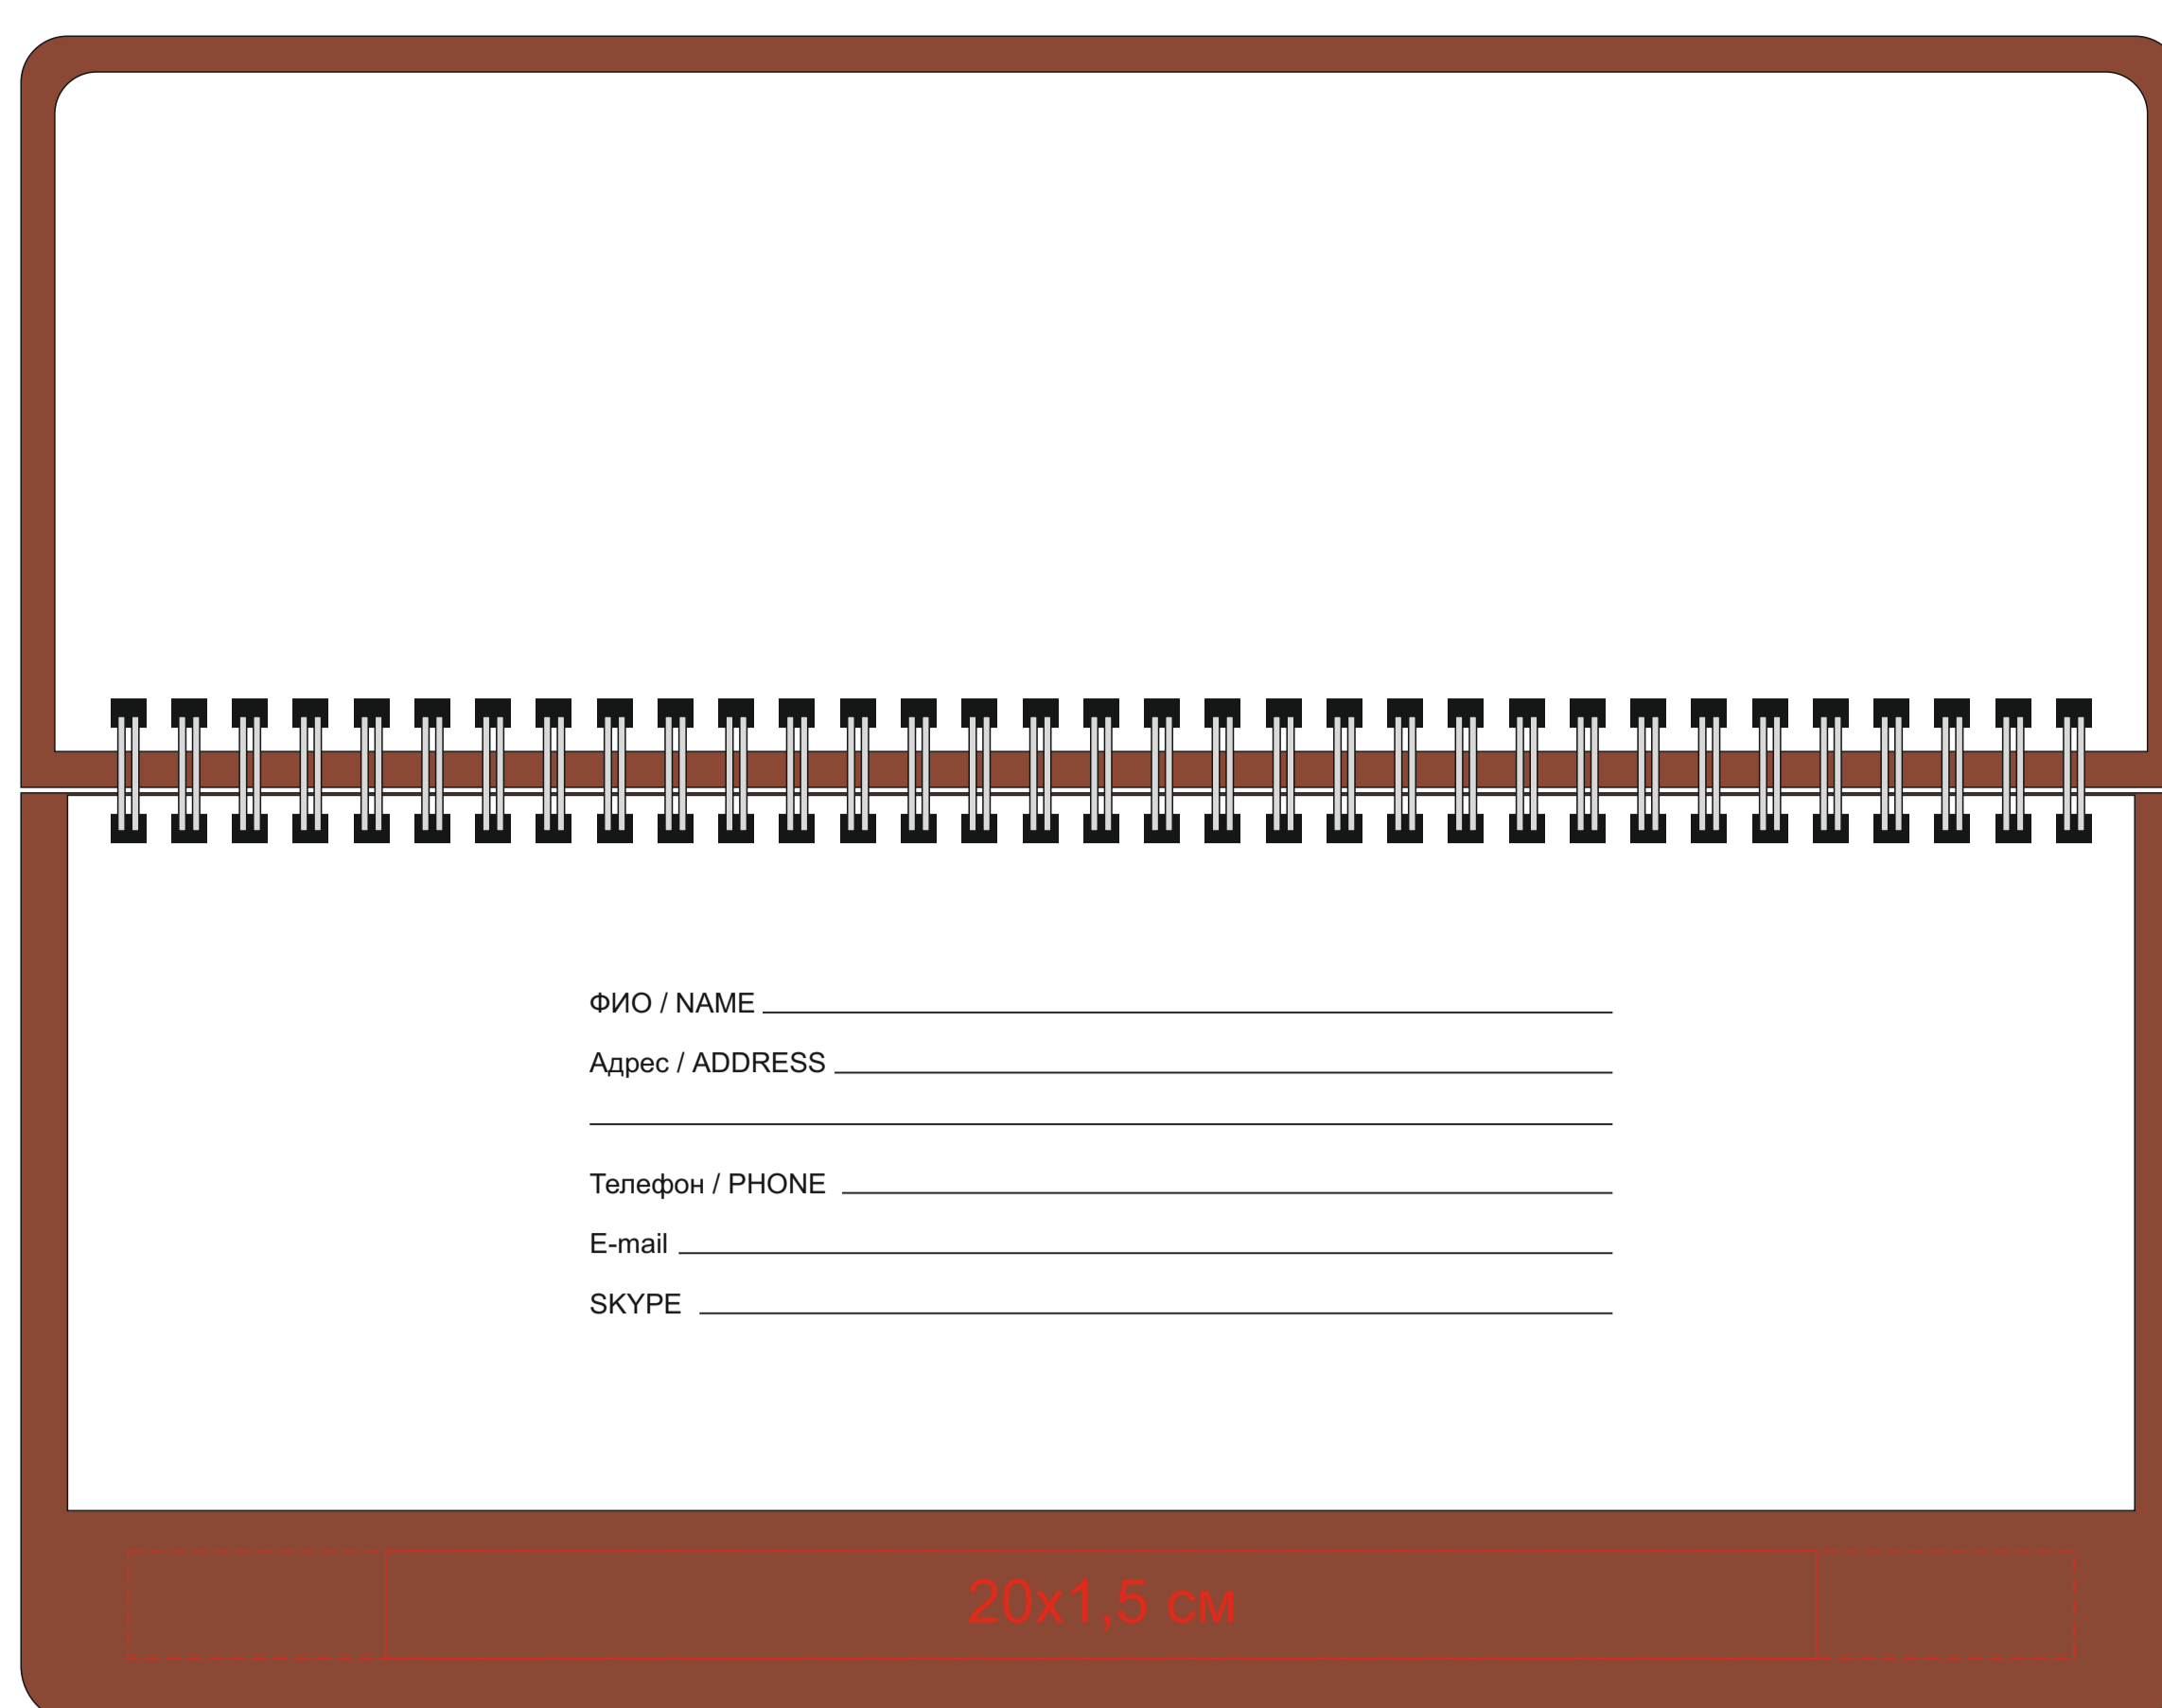 ФИО / NAME
Адрес / ADDRESS
Телефон / PHONE
E-mail
SKYPE
20x1,5 см